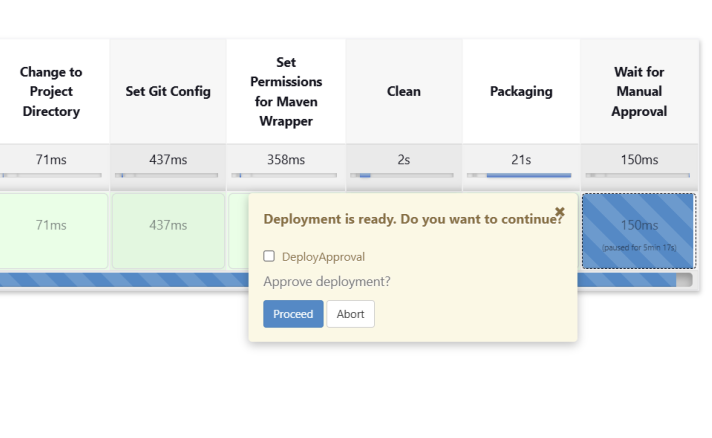 Change to
Project
Directory
Set Git Config
Set
Permissions
for Maven
Wrapper
Clean
Packaging
Wait for
Manual
Approval
71ms
437ms
358ms
2s
21s
150ms
71ms
437ms
150ms
(paused for 5min 17s)
Deployment is ready. Do you want to continue?
DeployApproval
Approve deployment?
Proceed
Abort